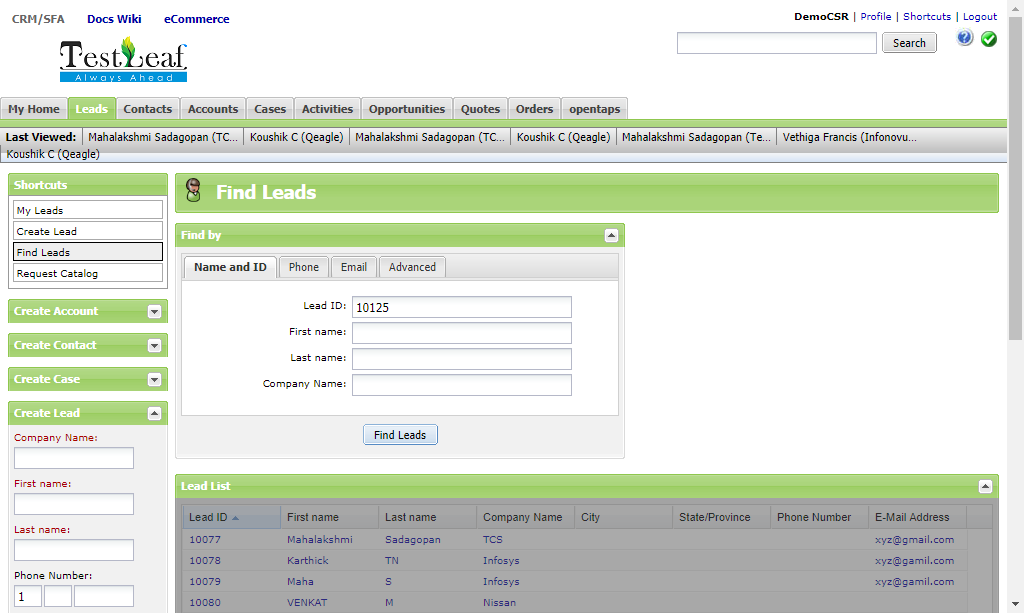 CRM/SFA Docs Wiki eCommerce
DemoCSR | Profile | Shortcuts | Logout
Search
TestLeaf
Always Ahead
My Home Leads Contacts Accounts Cases Activities Opportunities Quotes Orders opentaps
Last Viewed: Mahalakshmi Sadagopan (TC... Koushik C (Qeagle) Mahalakshmi Sadagopan (TC... Koushik C (Qeagle) Mahalakshmi Sadagopan (Te... Vethiga Francis (Infonovu...
Koushik C (Qeagle)
Shortcuts
My Leads
Create Lead
Find Leads
Request Catalog
Create Account
Create Contact
Create Case
Create Lead
Company Name:
First name:
Last name:
Phone Number:
1
Find Leads
Find by
Name and ID Phone Email Advanced
Lead ID: 10125
First name:
Last name:
Company Name:
Find Leads
Lead List
Lead ID First name Last name Company Name City State/Province Phone Number E-Mail Address
10077 Mahalakshmi Sadagopan TCS xyz@gmail.com
10078 Karthick TN Infosys xyz@gamil.com
10079 Maha S Infosys xyz@gamil.com
10080 VENKAT M Nissan